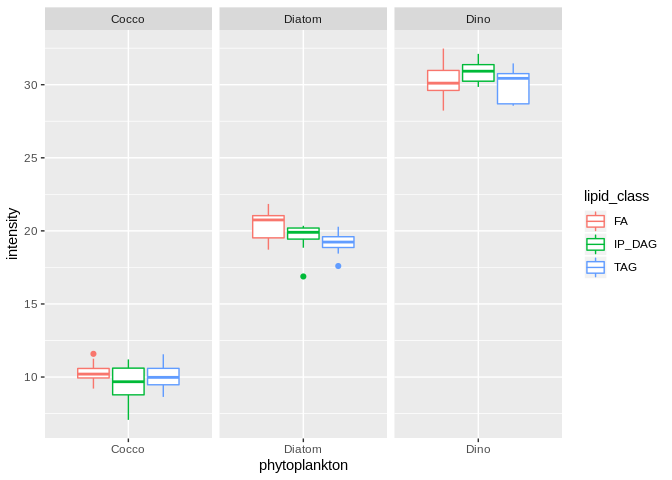 Cocco Diatom Dino
30
25
20
15
10
intensity
Cocco Diatom Dino
phytoplankton
lipid_class
FA
IP_DAG
TAG